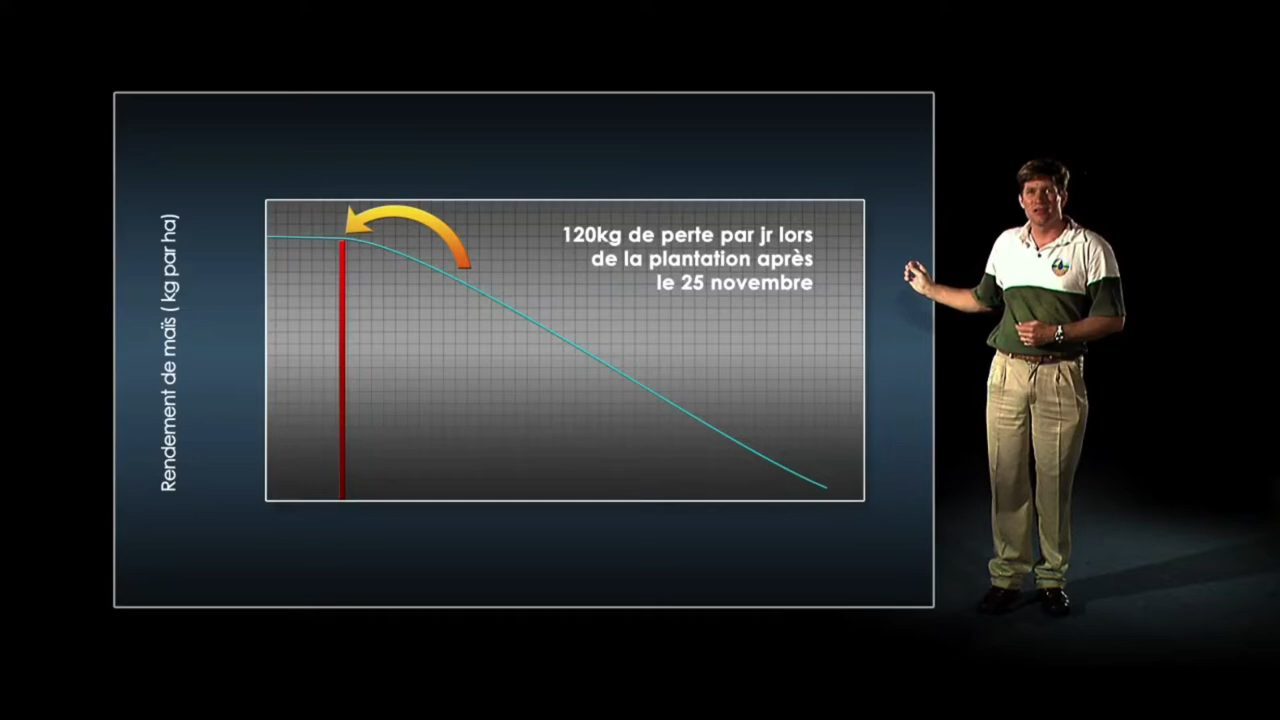 Rendement de maïs ( kg par ha)
120kg de perte par jr lors
de la plantation après
le 25 novembre